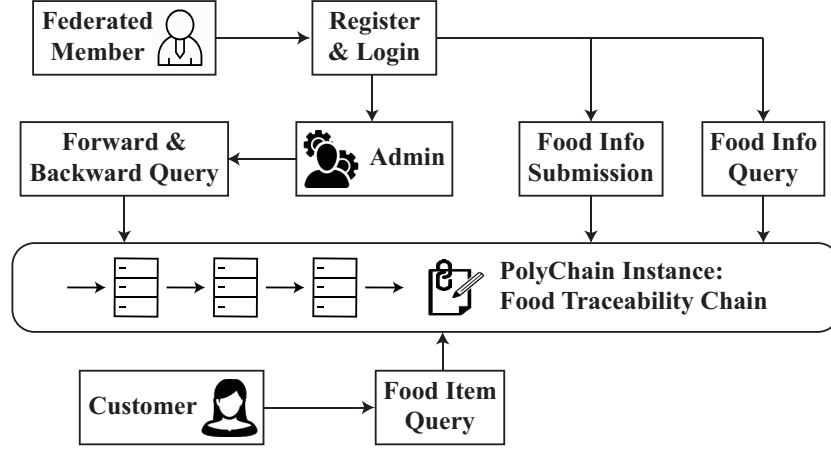 Federated
Member
Register
& Login
Forward &
Backward Query
Admin
Food Info
Submission
Food Info
Query
PolyChain Instance:
Food Traceability Chain
Customer
Food Item
Query